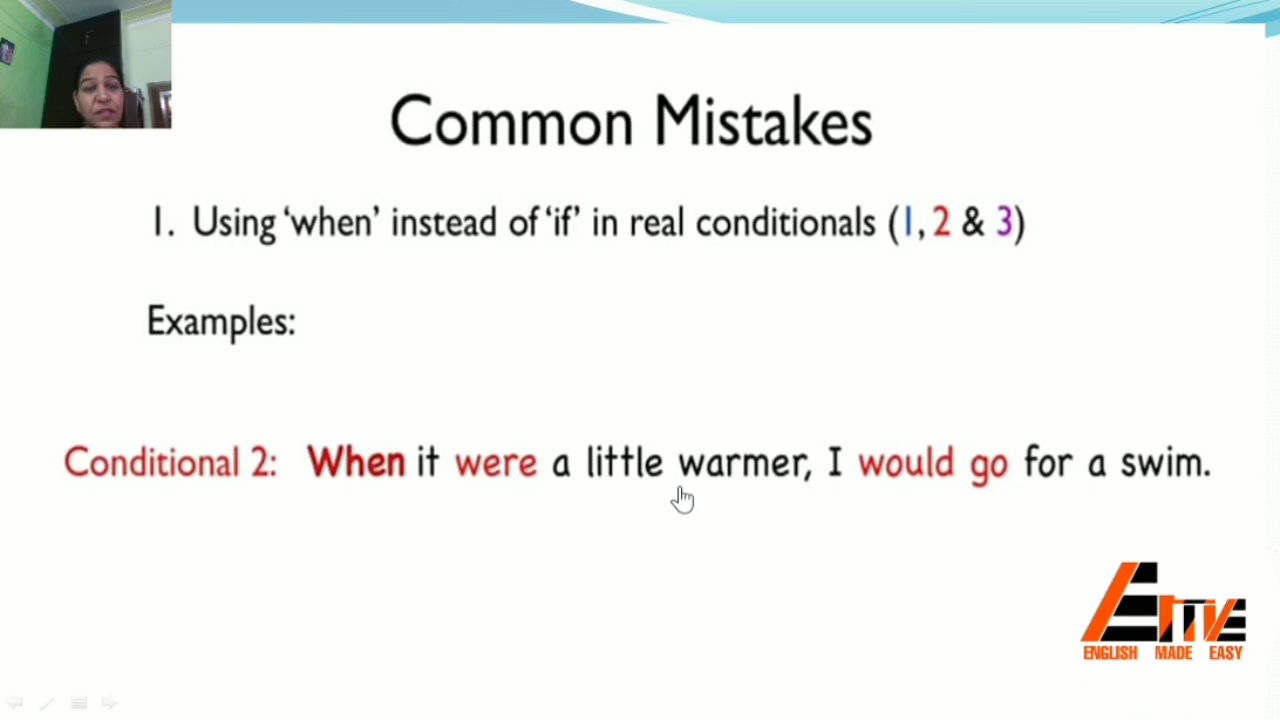 Common Mistakes
1. Using ‘when’ instead of ‘if’ in real conditionals (1, 2 & 3)
Examples:
Conditional 2: When it were a little warmer, I would go for a swim.
EME
ENGLISH MADE EASY